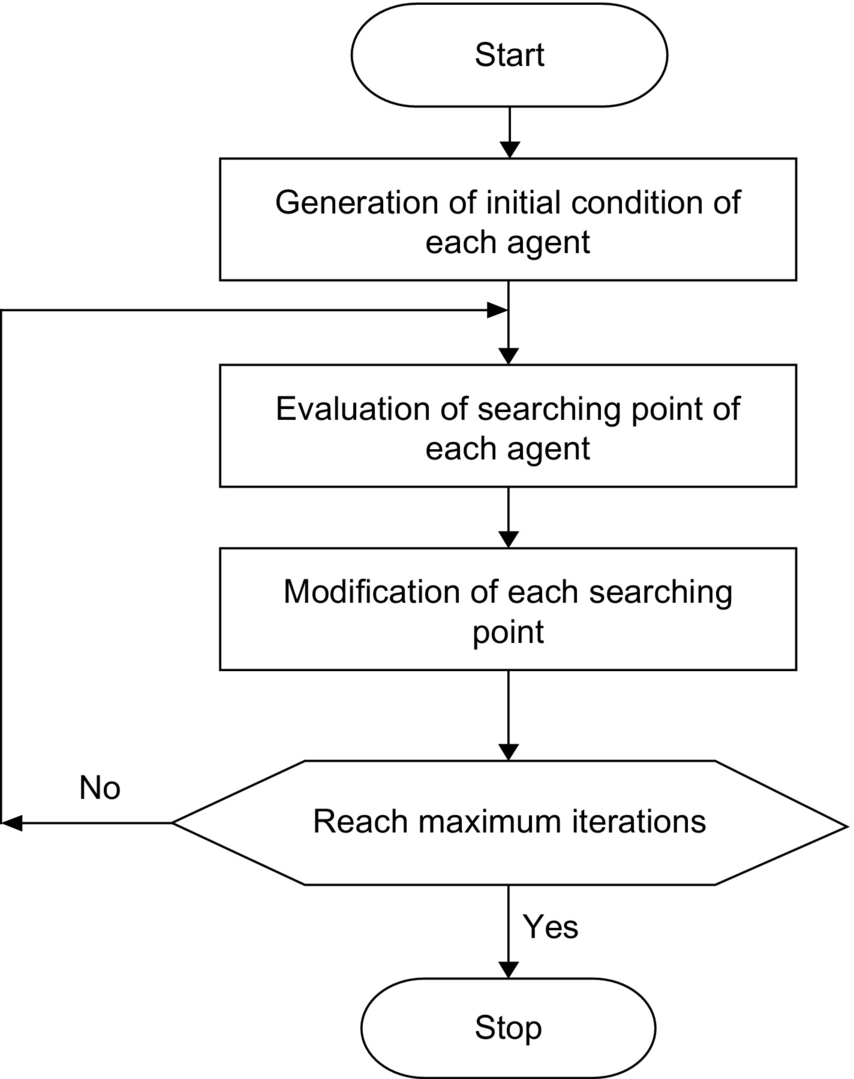 Start
Generation of initial condition of
each agent
Evaluation of searching point of
each agent
Modification of each searching
point
No
Reach maximum iterations
Yes
Stop